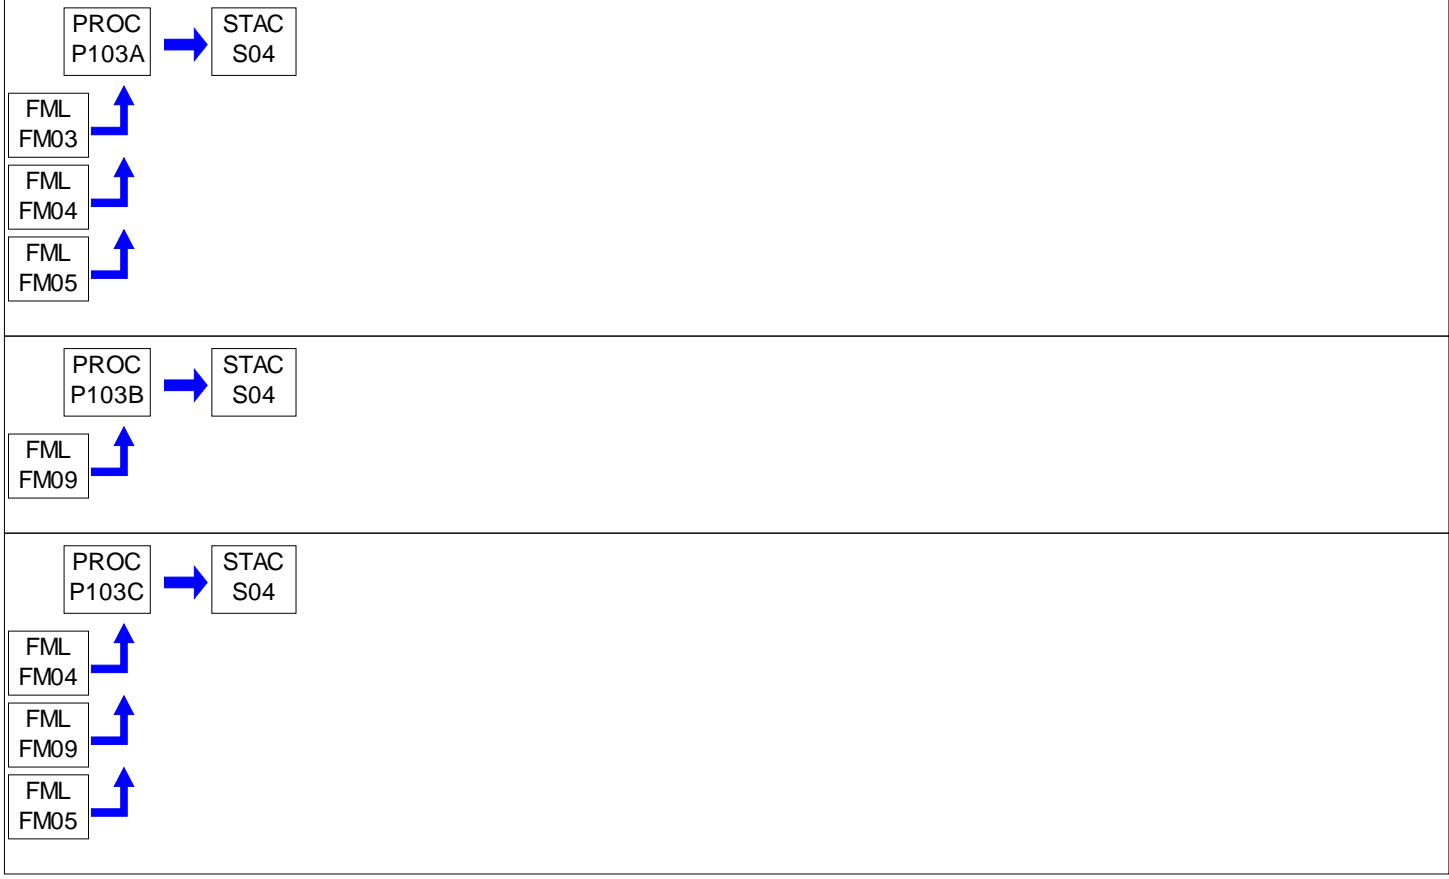 PROC
P103A
STAC
S04
FML
FM03
FML
FM04
FML
FM05
PROC
P103B
STAC
S04
FML
FM09
PROC
P103C
STAC
S04
FML
FM04
FML
FM09
FML
FM05